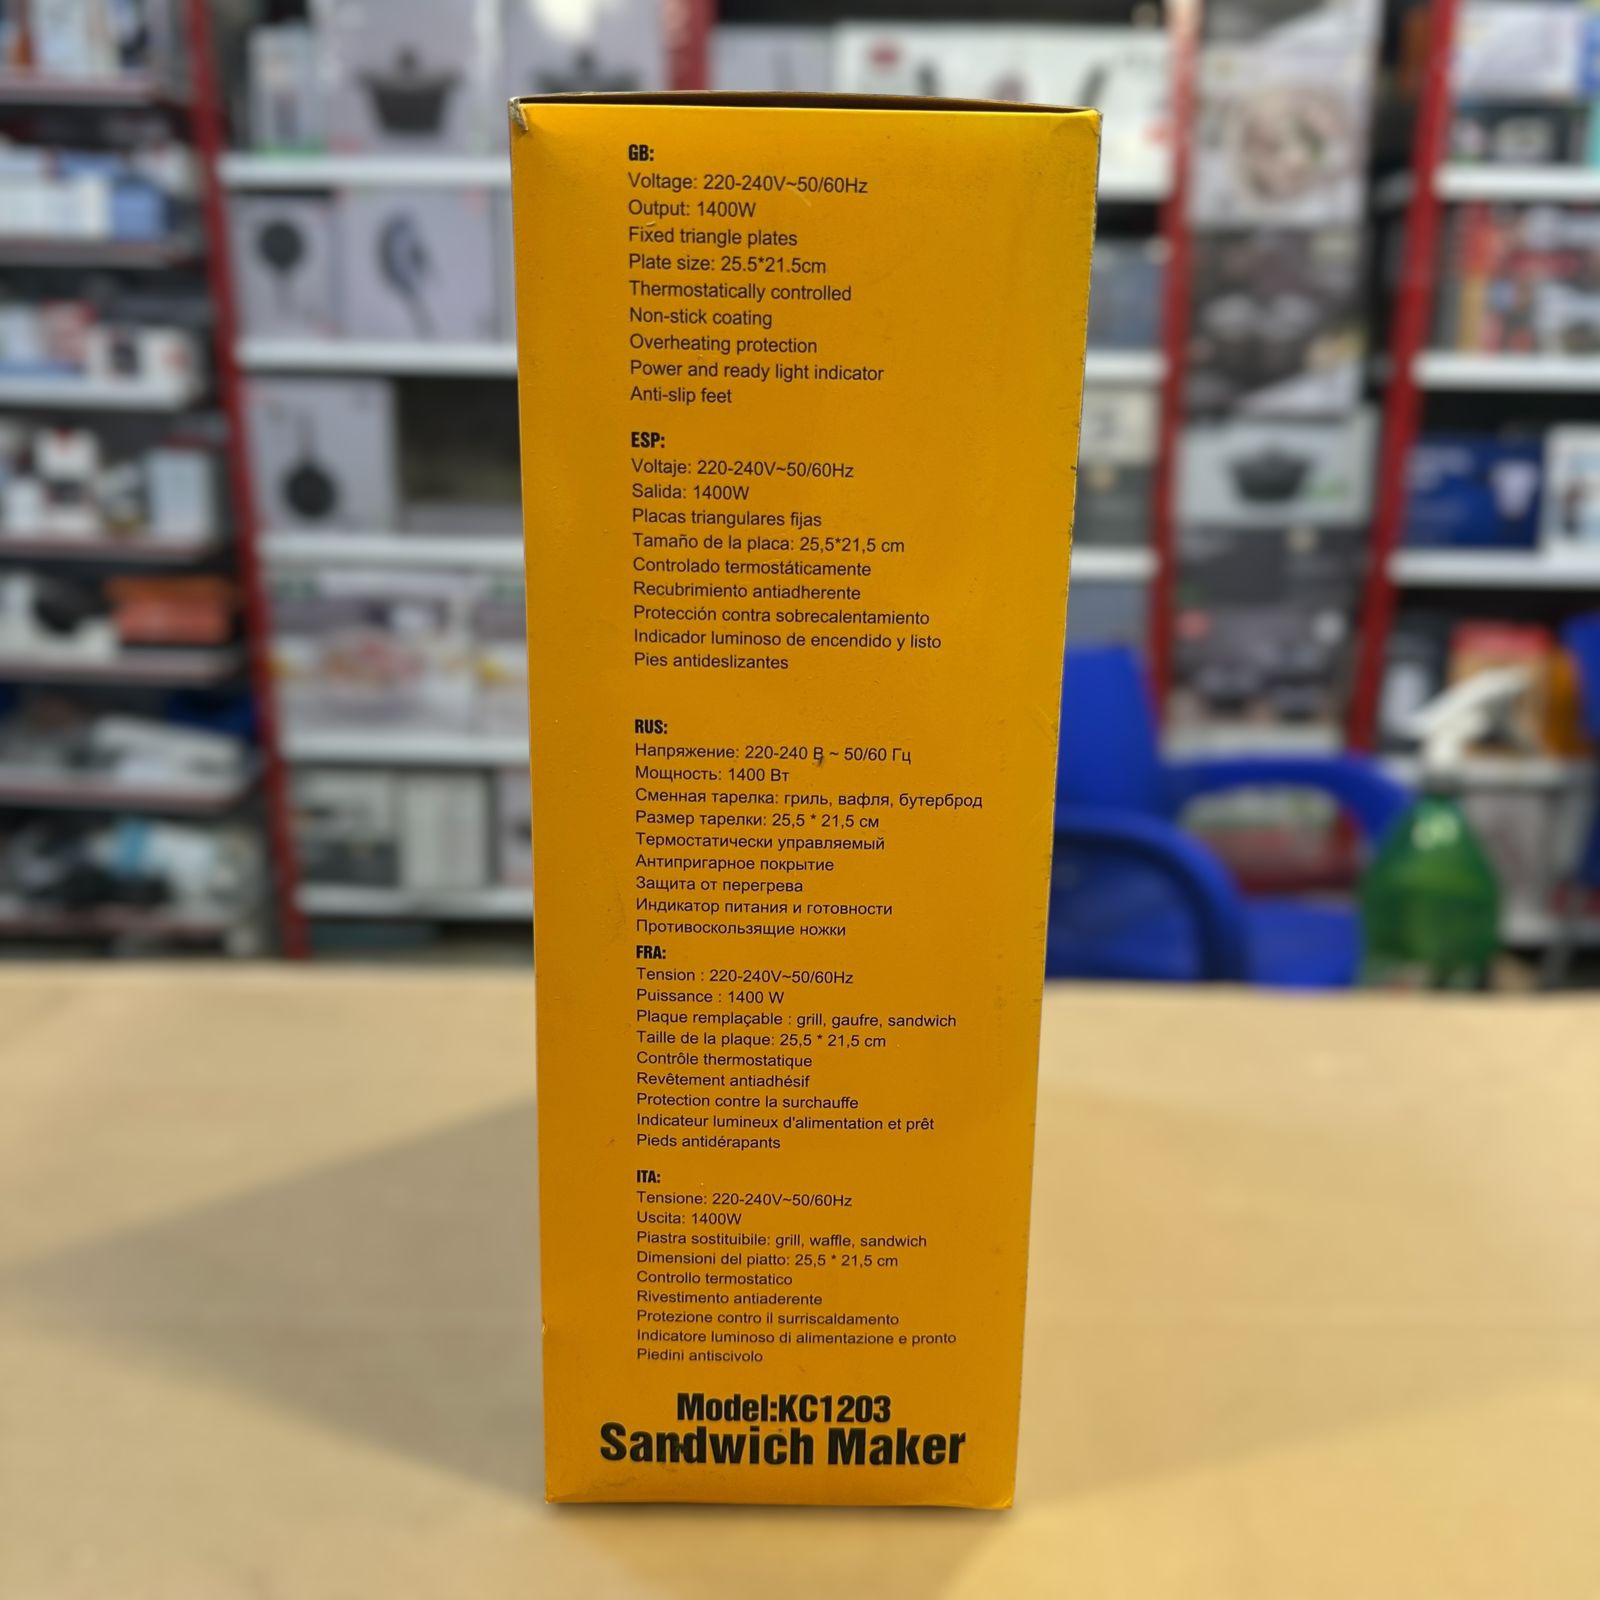 GB:
Voltage: 220-240V~50/60Hz
Output: 1400W
Fixed triangle plates
Plate size: 25.5*21.5cm
Thermostatically controlled
Non-stick coating
Overheating protection
Power and ready light indicator
Anti-slip feet
ESP:
Voltaje: 220-240V~50/60Hz
Salida: 1400W
Placas triangulares fijas
Tamaño de la placa: 25,5*21,5 cm
Controlado termostáticamente
Recubrimiento antiadherente
Protección contra sobrecalentamiento
Indicador luminoso de encendido y listo
Pies antideslizantes
RUS:
Напряжение: 220-240 В ~ 50/60 Гц
Мощность: 1400 Вт
Сменная тарелка: гриль, вафля, бутерброд
Размер тарелки: 25,5 * 21,5 см
Термостатически управляемый
Антипригарное покрытие
Защита от перегрева
Индикатор питания и готовности
Противоскользящие ножки
FRA:
Tension : 220-240V~50/60Hz
Puissance : 1400 W
Plaque remplaçable : grill, gaufre, sandwich
Taille de la plaque: 25,5 * 21,5 cm
Contrôle thermostatique
Revêtement antiadhésif
Protection contre la surchauffe
Indicateur lumineux d'alimentation et prêt
Pieds antidérapants
ITA:
Tensione: 220-240V~50/60Hz
Uscita: 1400W
Piastra sostituibile: grill, waffle, sandwich
Dimensioni del piatto: 25,5 * 21,5 cm
Controllo termostatico
Rivestimento antiaderente
Protezione contro il surriscaldamento
Indicatore luminoso di alimentazione e pronto
Piedini antiscivolo
Model:KC1203
Sandwich Maker